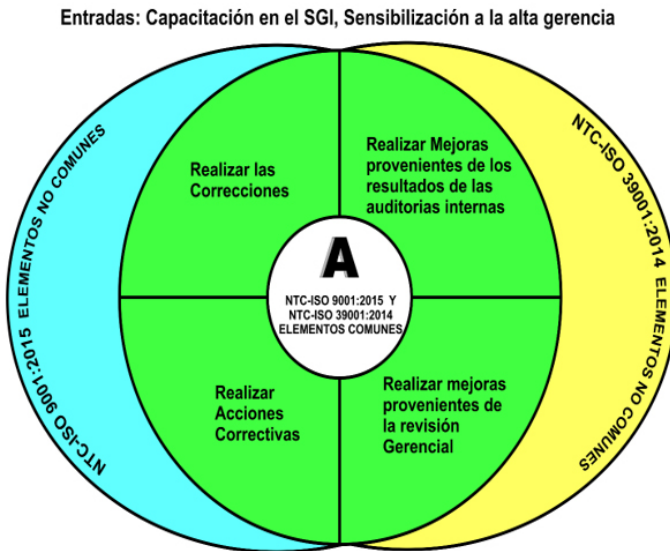 Entradas: Capacitación en el SGI, Sensibilización a la alta gerencia
NTC-ISO 9001:2015 ELEMENTOS NO COMUNES
Realizar las
Correcciones
Realizar Mejoras
provenientes de los
resultados de las
auditorias internas
NTC-ISO 39001:2014 ELEMENTOS NO COMUNES
A
NTC-ISO 9001:2015 Y
NTC-ISO 39001:2014
ELEMENTOS COMUNES
Realizar
Acciones
Correctivas
Realizar mejoras
provenientes de
la revisión
Gerencial